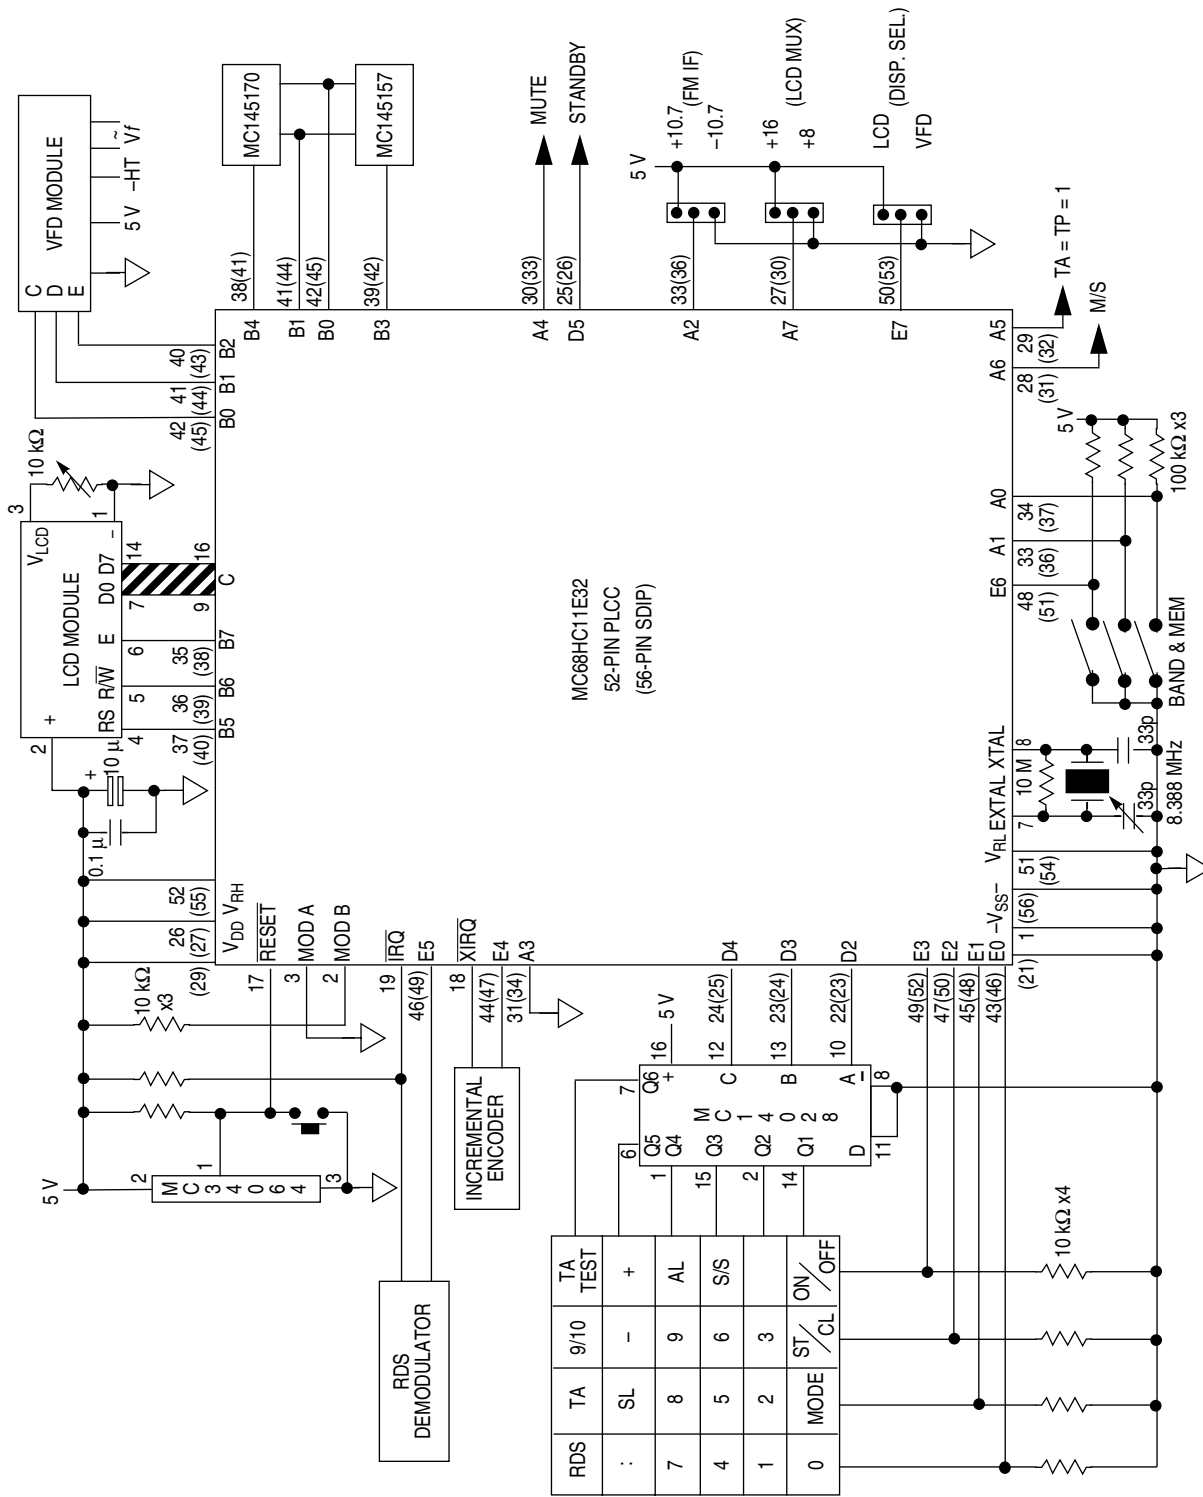 VFD MODULE
C
D
E
5 V
–HT
~
Vf
MC145170
MC145157
LCD MODULE
VLCD
+
RS R/W E D0 D7 -
2
4
5
6
7
14
1
3
10 kΩ
10 µ
+
0.1 µ
9
16
37
(40)
36
(39)
35
(38)
42
(45)
41
(44)
40
(43)
B5
B6
B7
C
B0
B1
B2
38(41)
41(44)
42(45)
39(42)
B4
B1
B0
B3
30(33)
25(26)
A4
D5
MUTE
STANDBY
5 V
+10.7
(FM IF)
–10.7
+16
(LCD MUX)
+8
LCD
(DISP. SEL.)
VFD
33(36)
27(30)
50(53)
A2
A7
E7
MC68HC11E32
52-PIN PLCC
(56-PIN SDIP)
52
(55)
26
(27)
(29)
VDD VRH
RESET
MOD A
MOD B
IRQ
E5
XIRQ
E4
A3
D4
D3
D2
E3
E2
E1
E0
17
3
2
19
46(49)
18
44(47)
31(34)
24(25)
23(24)
22(23)
49(52)
47(50)
45(48)
43(46)
10 kΩ
x3
5 V
2
MC34064
1
3
RDS
DEMODULATOR
INCREMENTAL
ENCODER
5 V
16
12
13
10
8
11
7
6
1
15
2
14
Q6
+
Q5
Q4
Q3
Q2
Q1
C
B
A
–
D
MC14028
RDS TA 9/10 TA TEST
: SL – +
7 8 9 AL
4 5 6 S/S
1 2 3
0 MODE ST/CL ON/OFF
10 kΩ x4
(21)
1
(56)
51
(54)
7
8
–VSS–
VRL
EXTAL
XTAL
10 M
33p
33p
8.388 MHz
BAND & MEM
48
(51)
33
(36)
34
(37)
E6
A1
A0
5 V
100 kΩ x3
28
(31)
29
(32)
A6
A5
M/S
TA = TP = 1